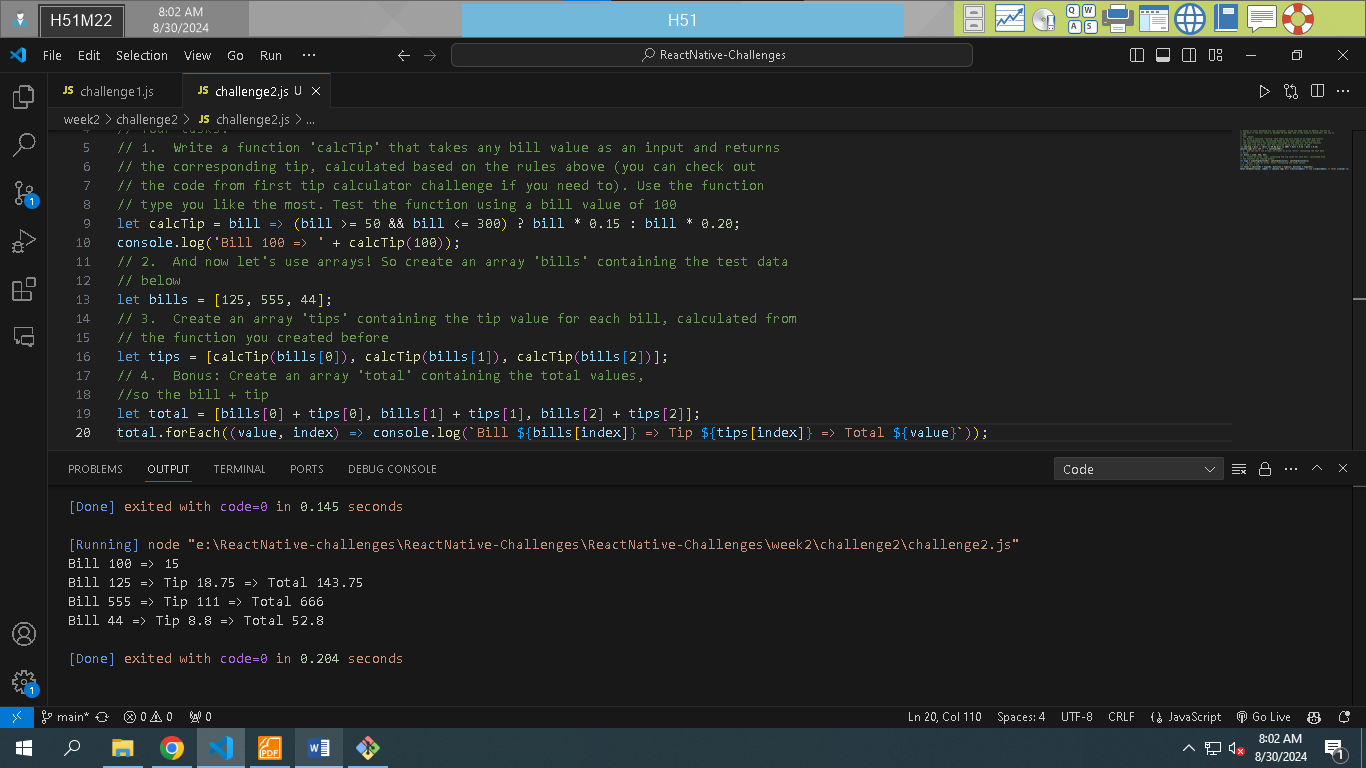 H51M22
8:02 AM
8/30/2024
H51
Q W
A S
File Edit Selection View Go Run ···
ReactNative-Challenges
JS challenge1.js
JS challenge2.js U
week2 > challenge2 > JS challenge2.js > ...
4 // Your tasks:
5 // 1.  Write a function 'calcTip' that takes any bill value as an input and returns
6 // the corresponding tip, calculated based on the rules above (you can check out
7 // the code from first tip calculator challenge if you need to). Use the function
8 // type you like the most. Test the function using a bill value of 100
9 let calcTip = bill => (bill >= 50 && bill <= 300) ? bill * 0.15 : bill * 0.20;
10 console.log('Bill 100 => ' + calcTip(100));
11 // 2.  And now let's use arrays! So create an array 'bills' containing the test data
12 // below
13 let bills = [125, 555, 44];
14 // 3.  Create an array 'tips' containing the tip value for each bill, calculated from
15 // the function you created before
16 let tips = [calcTip(bills[0]), calcTip(bills[1]), calcTip(bills[2])];
17 // 4.  Bonus: Create an array 'total' containing the total values,
18 //so the bill + tip
19 let total = [bills[0] + tips[0], bills[1] + tips[1], bills[2] + tips[2]];
20 total.forEach((value, index) => console.log(`Bill ${bills[index]} => Tip ${tips[index]} => Total ${value}`));
PROBLEMS OUTPUT TERMINAL PORTS DEBUG CONSOLE
Code
[Done] exited with code=0 in 0.145 seconds
[Running] node "e:\ReactNative-challenges\ReactNative-Challenges\ReactNative-Challenges\week2\challenge2\challenge2.js"
Bill 100 => 15
Bill 125 => Tip 18.75 => Total 143.75
Bill 555 => Tip 111 => Total 666
Bill 44 => Tip 8.8 => Total 52.8
[Done] exited with code=0 in 0.204 seconds
1
1
main* 0 0 0
Ln 20, Col 110 Spaces: 4 UTF-8 CRLF JavaScript Go Live
PDF
8:02 AM
8/30/2024
1